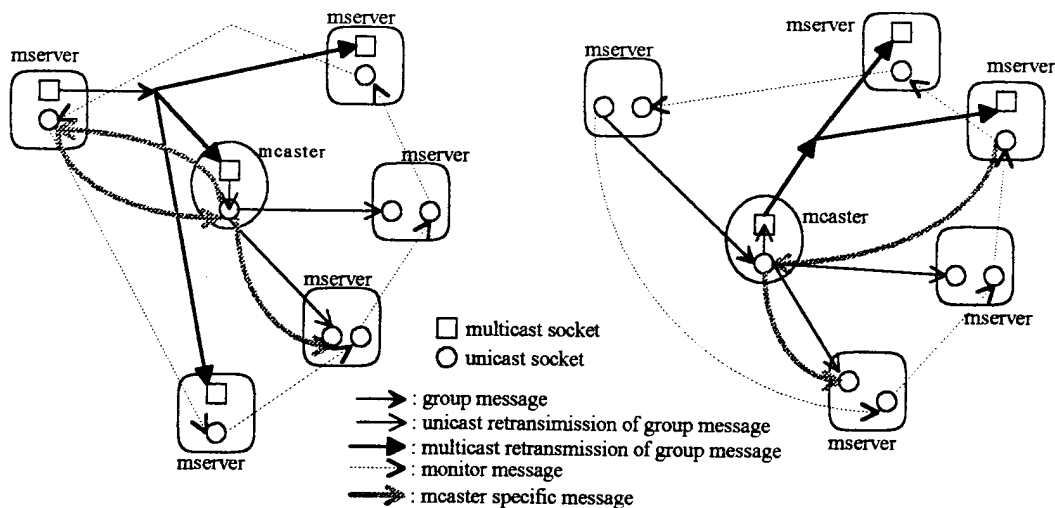 mserver
mserver
mcaster
mserver
mserver
mserver
multicast socket
unicast socket
: group message
: unicast retransimission of group message
: multicast retransmission of group message
: monitor message
: mcaster specific message
mserver
mserver
mserver
mcaster
mserver
mserver